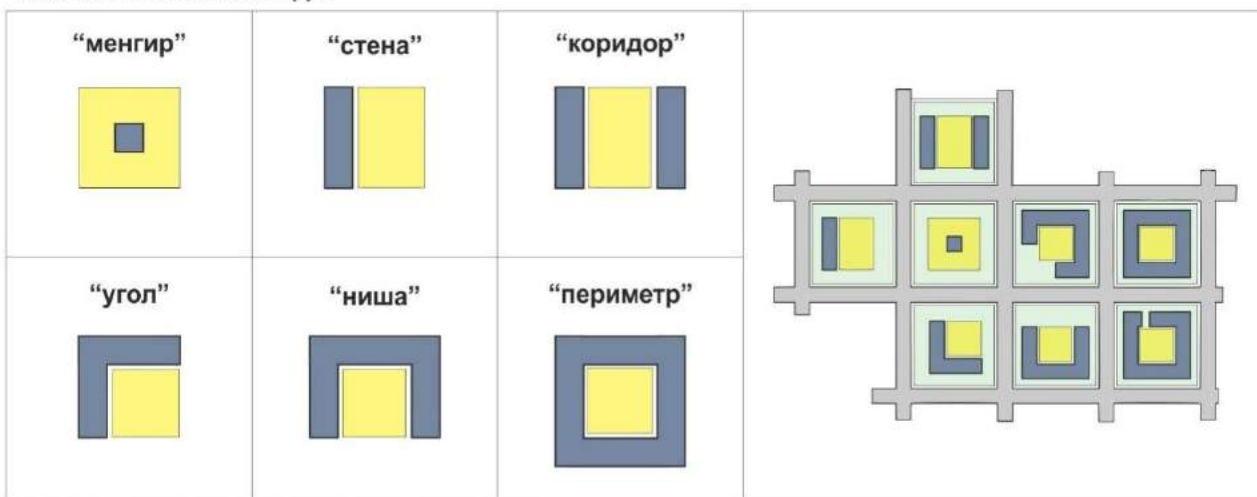 “менгир”
“стена”
“коридор”
“угол”
“ниша”
“периметр”